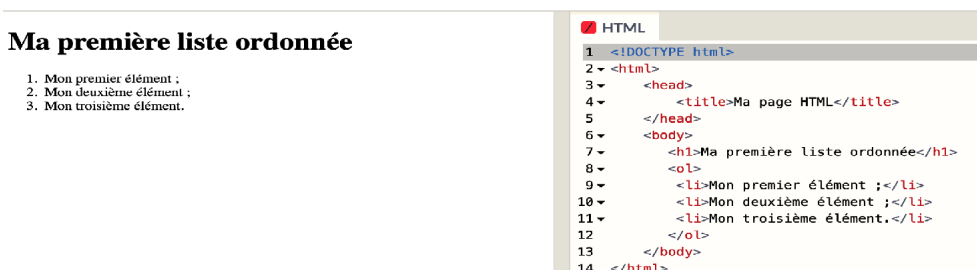 Ma première liste ordonnée
1. Mon premier élément ;
2. Mon deuxième élément ;
3. Mon troisième élément.
HTML
1 <!DOCTYPE html>
2 <html>
3 <head>
4 <title>Ma page HTML</title>
5 </head>
6 <body>
7 <h1>Ma première liste ordonnée</h1>
8 <ol>
9 <li>Mon premier élément ;</li>
10 <li>Mon deuxième élément ;</li>
11 <li>Mon troisième élément.</li>
12 </ol>
13 </body>
14 </html>